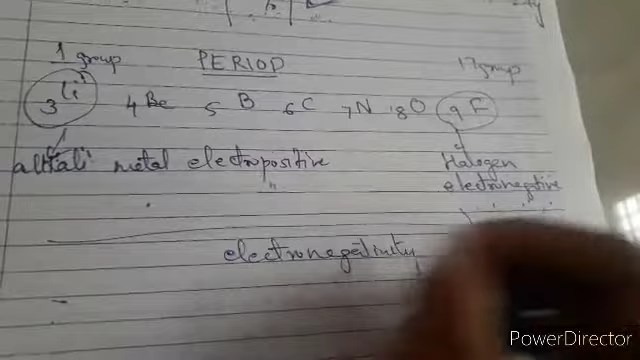 1 group PERIOD 17 group
3 Li 4 Be 5 B 6 C 7 N 8 O 9 F
alkali metal electropositive Halogen
electronegative
electronegativity
PowerDirector